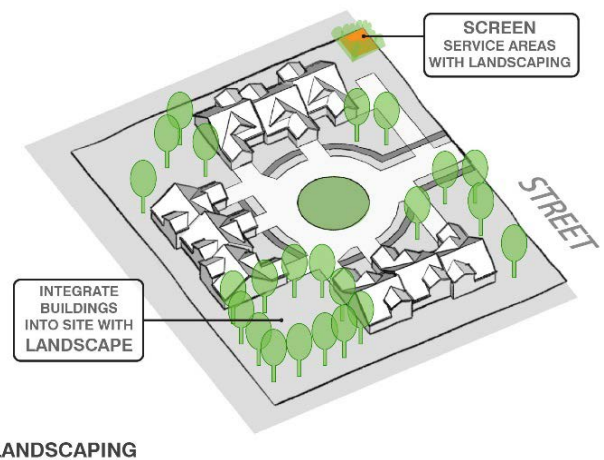 SCREEN
SERVICE AREAS
WITH LANDSCAPING
STREET
INTEGRATE
BUILDINGS
INTO SITE WITH
LANDSCAPE
LANDSCAPING